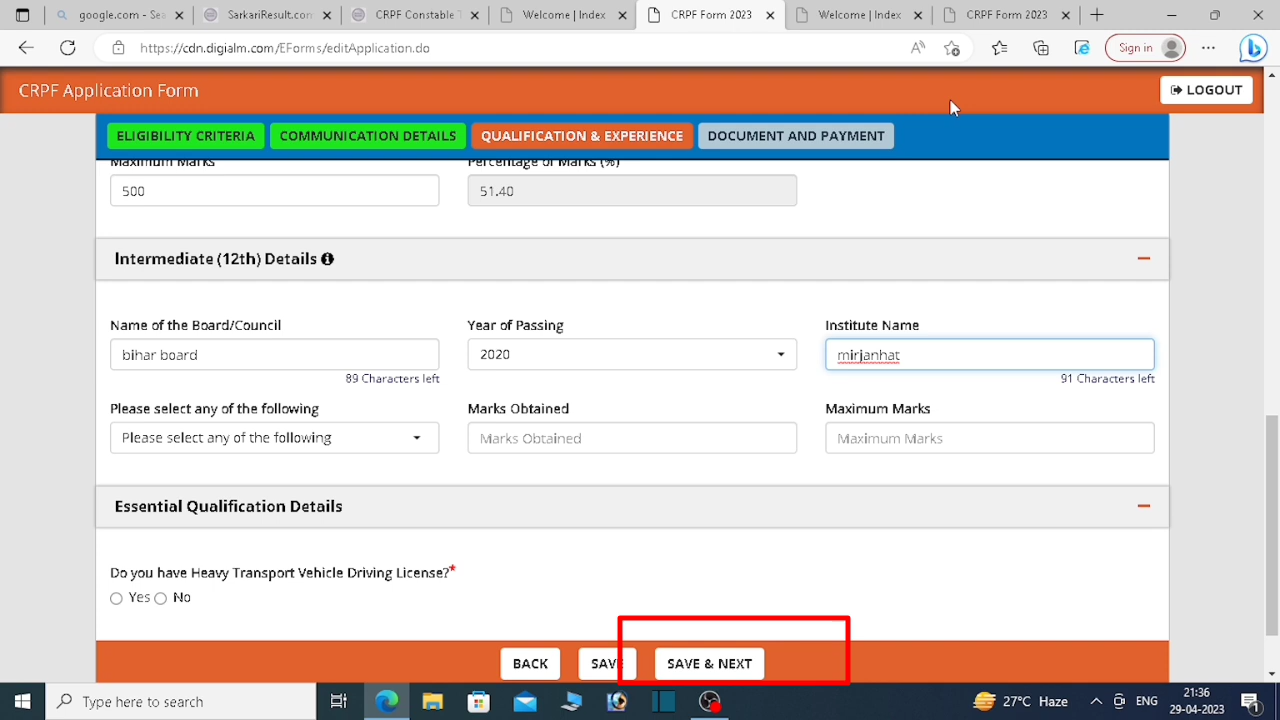 google.com - Sea
SarkariResult.com
CRPF Constable T
Welcome | Index
CRPF Form 2023
Welcome | Index
CRPF Form 2023
https://cdn.digialm.com/EForms/editApplication.do
Sign in
CRPF Application Form
LOGOUT
ELIGIBILITY CRITERIA
COMMUNICATION DETAILS
QUALIFICATION & EXPERIENCE
DOCUMENT AND PAYMENT
Maximum Marks
Percentage of Marks (%)
500
51.40
Intermediate (12th) Details
Name of the Board/Council
Year of Passing
Institute Name
bihar board
2020
mirjanhat
89 Characters left
91 Characters left
Please select any of the following
Marks Obtained
Maximum Marks
Please select any of the following
Marks Obtained
Maximum Marks
Essential Qualification Details
Do you have Heavy Transport Vehicle Driving License?*
Yes No
BACK
SAVE
SAVE & NEXT
Type here to search
27°C Haze
ENG
21:36
29-04-2023
1